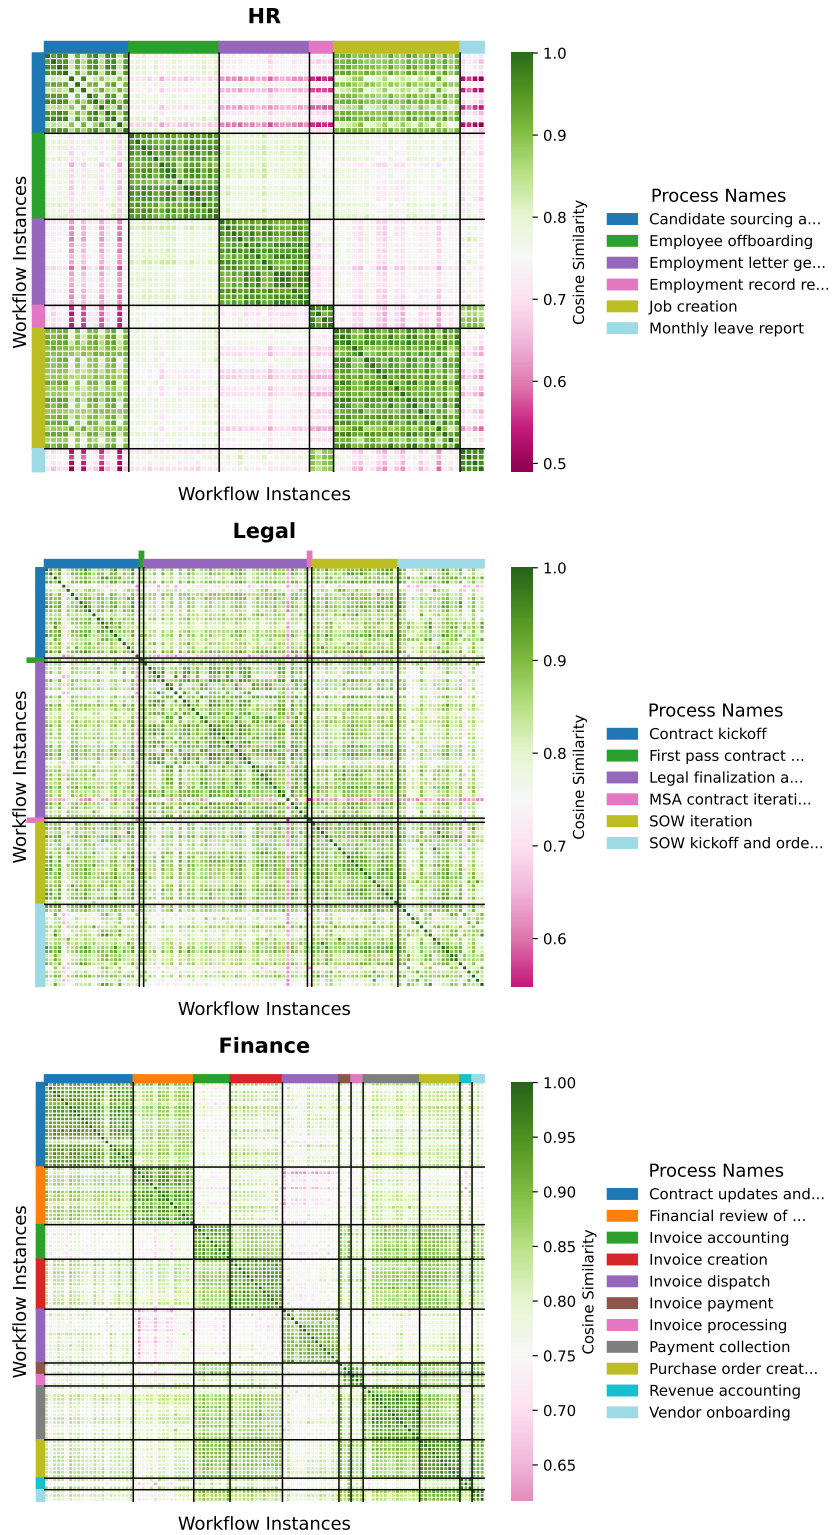 HR
Workflow Instances
Workflow Instances
1.0
0.9
0.8
0.7
0.6
0.5
Cosine Similarity
Process Names
Candidate sourcing a...
Employee offboarding
Employment letter ge...
Employment record re...
Job creation
Monthly leave report
Legal
Workflow Instances
Workflow Instances
1.0
0.9
0.8
0.7
0.6
Cosine Similarity
Process Names
Contract kickoff
First pass contract ...
Legal finalization a...
MSA contract iterati...
SOW iteration
SOW kickoff and orde...
Finance
Workflow Instances
Workflow Instances
1.00
0.95
0.90
0.85
0.80
0.75
0.70
0.65
Cosine Similarity
Process Names
Contract updates and...
Financial review of ...
Invoice accounting
Invoice creation
Invoice dispatch
Invoice payment
Invoice processing
Payment collection
Purchase order creat...
Revenue accounting
Vendor onboarding